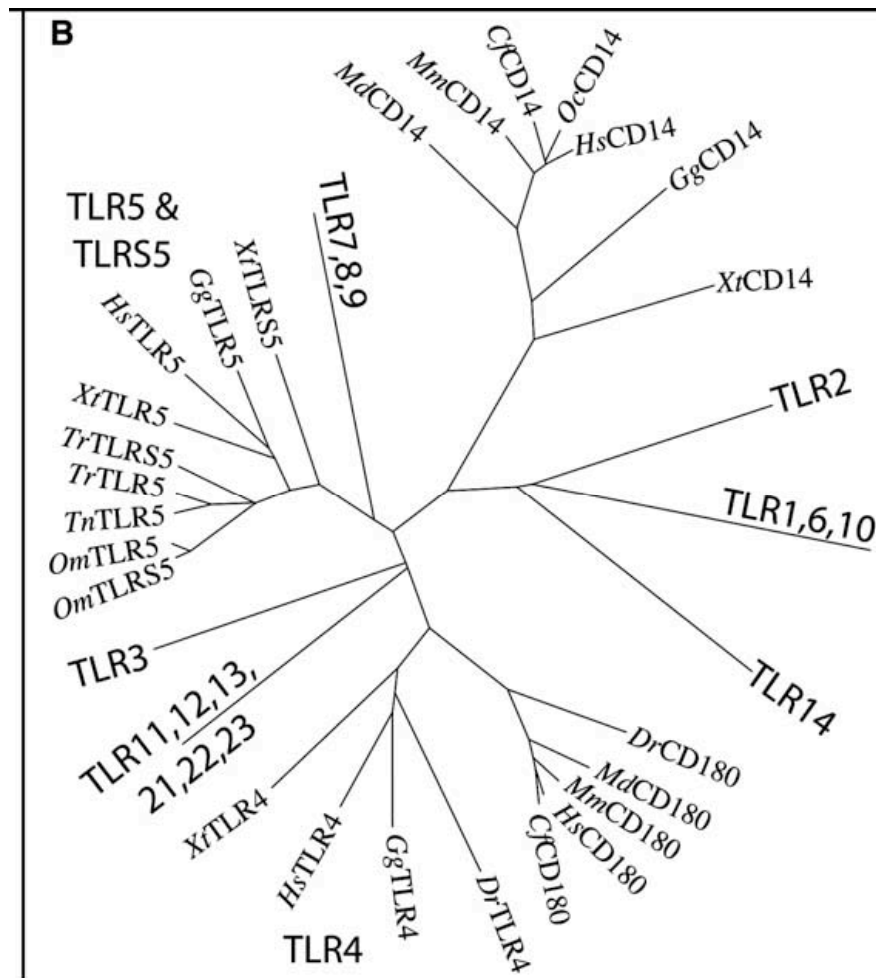 B
MdCD14
MmCD14
CfCD14
OcCD14
HsCD14
GgCD14
XtCD14
TLR2
TLR1,6,10
TLR14
TLR7,8,9
TLR5 &
TLRS5
XtTLRS5
GgTLR5
HsTLR5
XtTLR5
TrTLRS5
TrTLR5
TnTLR5
OmTLR5
OmTLRS5
TLR3
TLR11,12,13,
21,22,23
XtTLR4
HsTLR4
GgTLR4
DrTLR4
TLR4
CfCD180
HsCD180
MmCD180
MdCD180
DrCD180